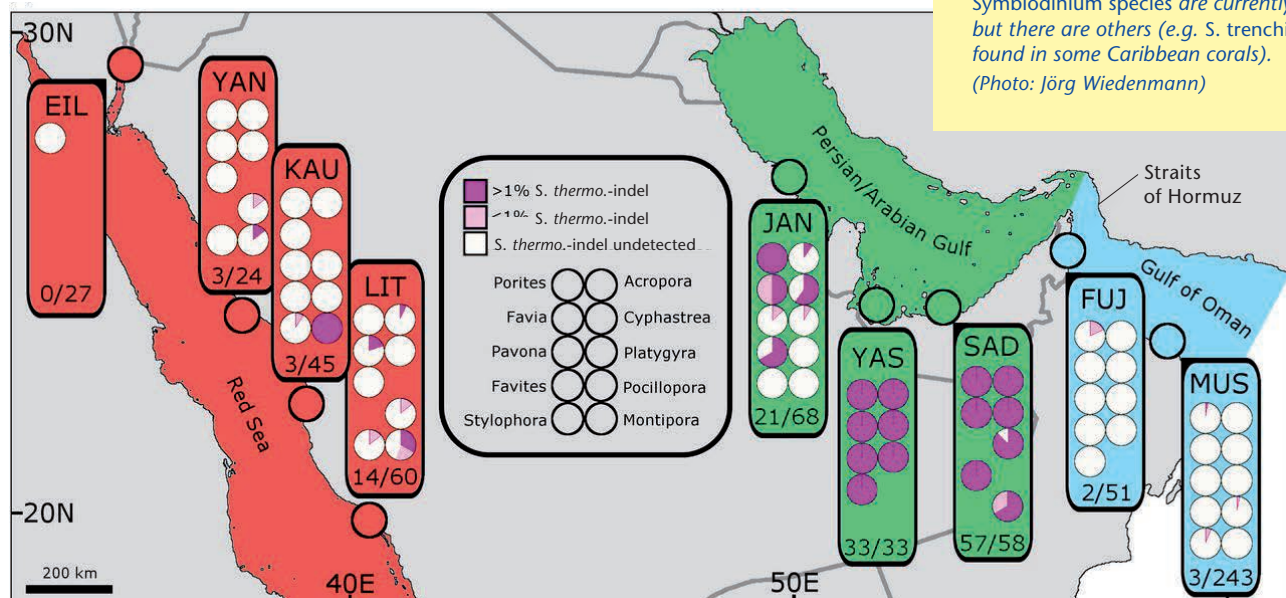 Symbiodinium species are currently
but there are others (e.g. S. trenchi
found in some Caribbean corals).
(Photo: Jörg Wiedenmann)
30N
20N
200 km
40E
50E
EIL
0/27
YAN
3/24
KAU
3/45
LIT
14/60
Red Sea
>1% S. thermo.-indel
<1% S. thermo.-indel
S. thermo.-indel undetected
Porites Acropora
Favia Cyphastrea
Pavona Platygyra
Favites Pocillopora
Stylophora Montipora
Persian/Arabian Gulf
Straits
of Hormuz
Gulf of Oman
JAN
21/68
YAS
33/33
SAD
57/58
FUJ
2/51
MUS
3/243